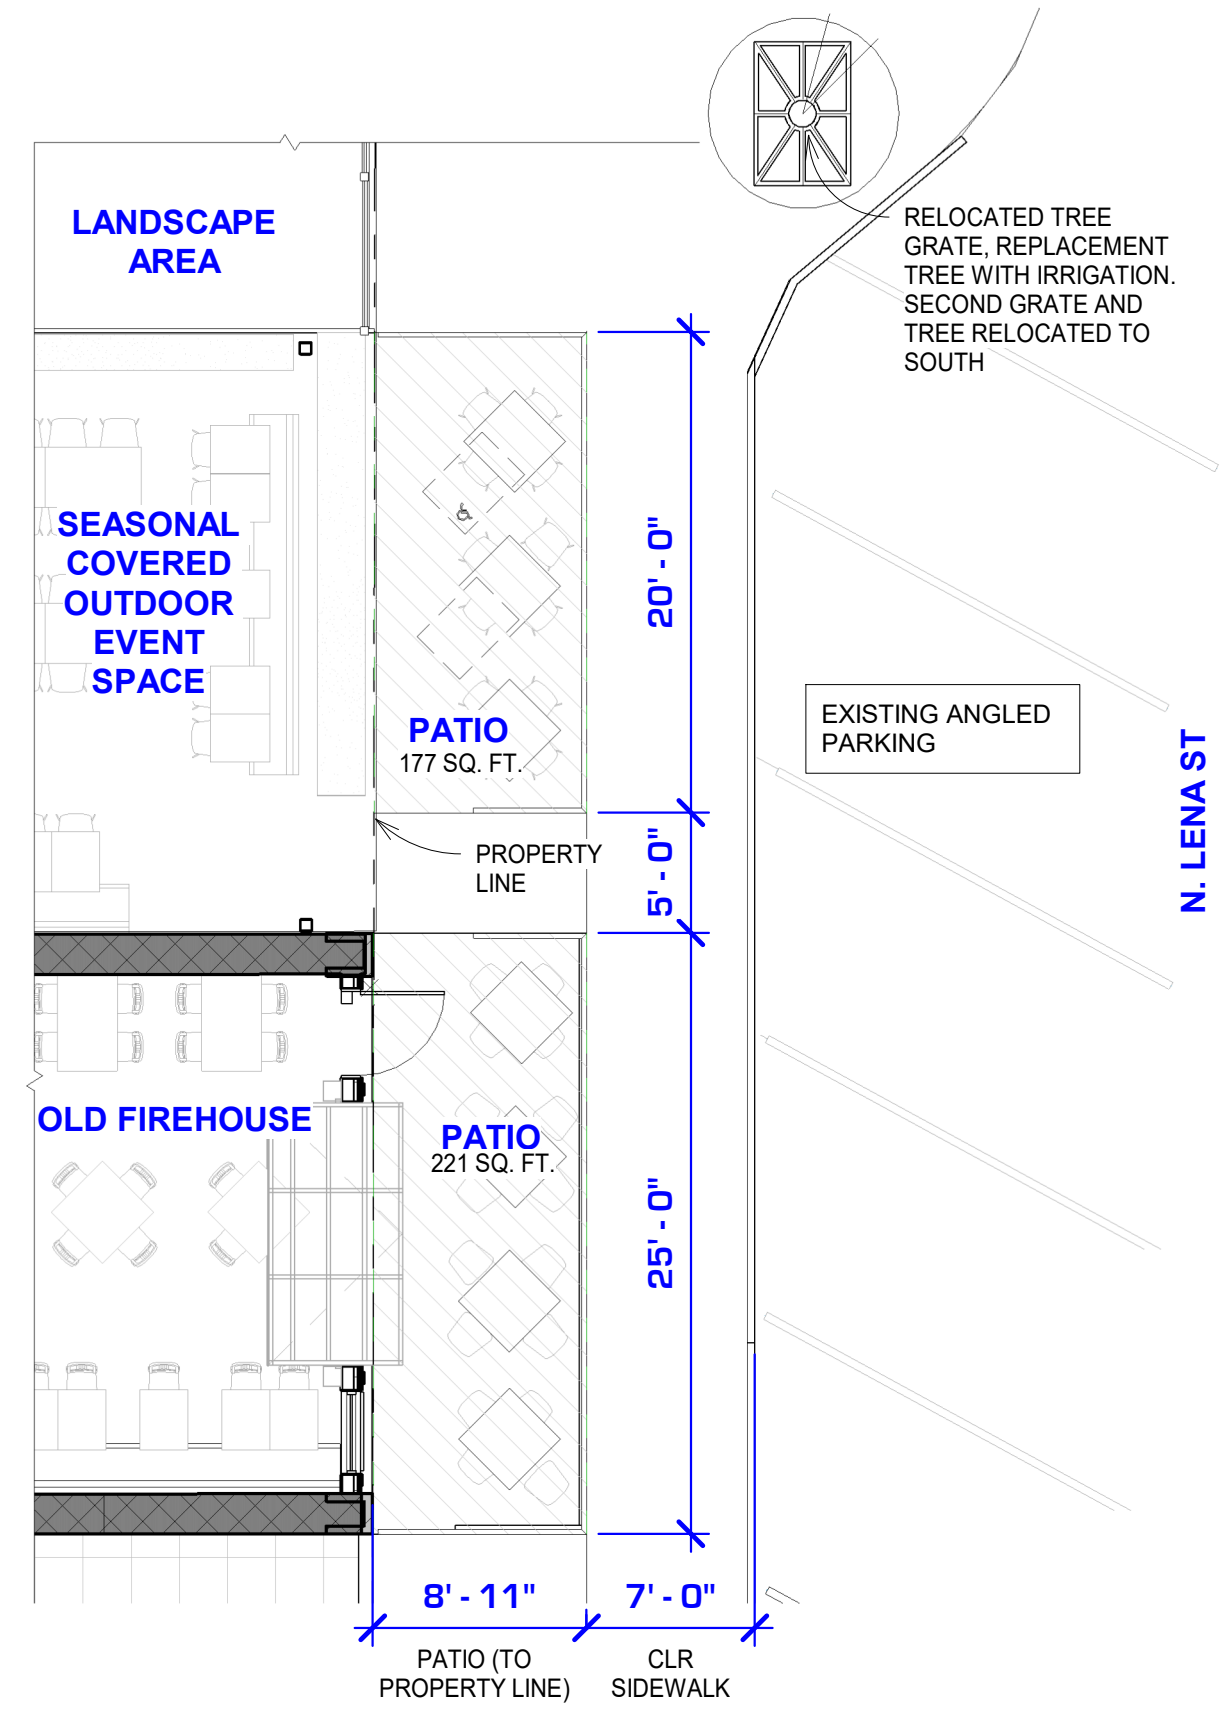 LANDSCAPE
AREA
RELOCATED TREE
GRATE, REPLACEMENT
TREE WITH IRRIGATION.
SECOND GRATE AND
TREE RELOCATED TO
SOUTH
SEASONAL
COVERED
OUTDOOR
EVENT
SPACE
20' - 0"
PATIO
177 SQ. FT.
EXISTING ANGLED
PARKING
N. LENA ST
PROPERTY
LINE
5' - 0"
OLD FIREHOUSE
PATIO
221 SQ. FT.
25' - 0"
8' - 11"
7' - 0"
PATIO (TO
PROPERTY LINE)
CLR
SIDEWALK